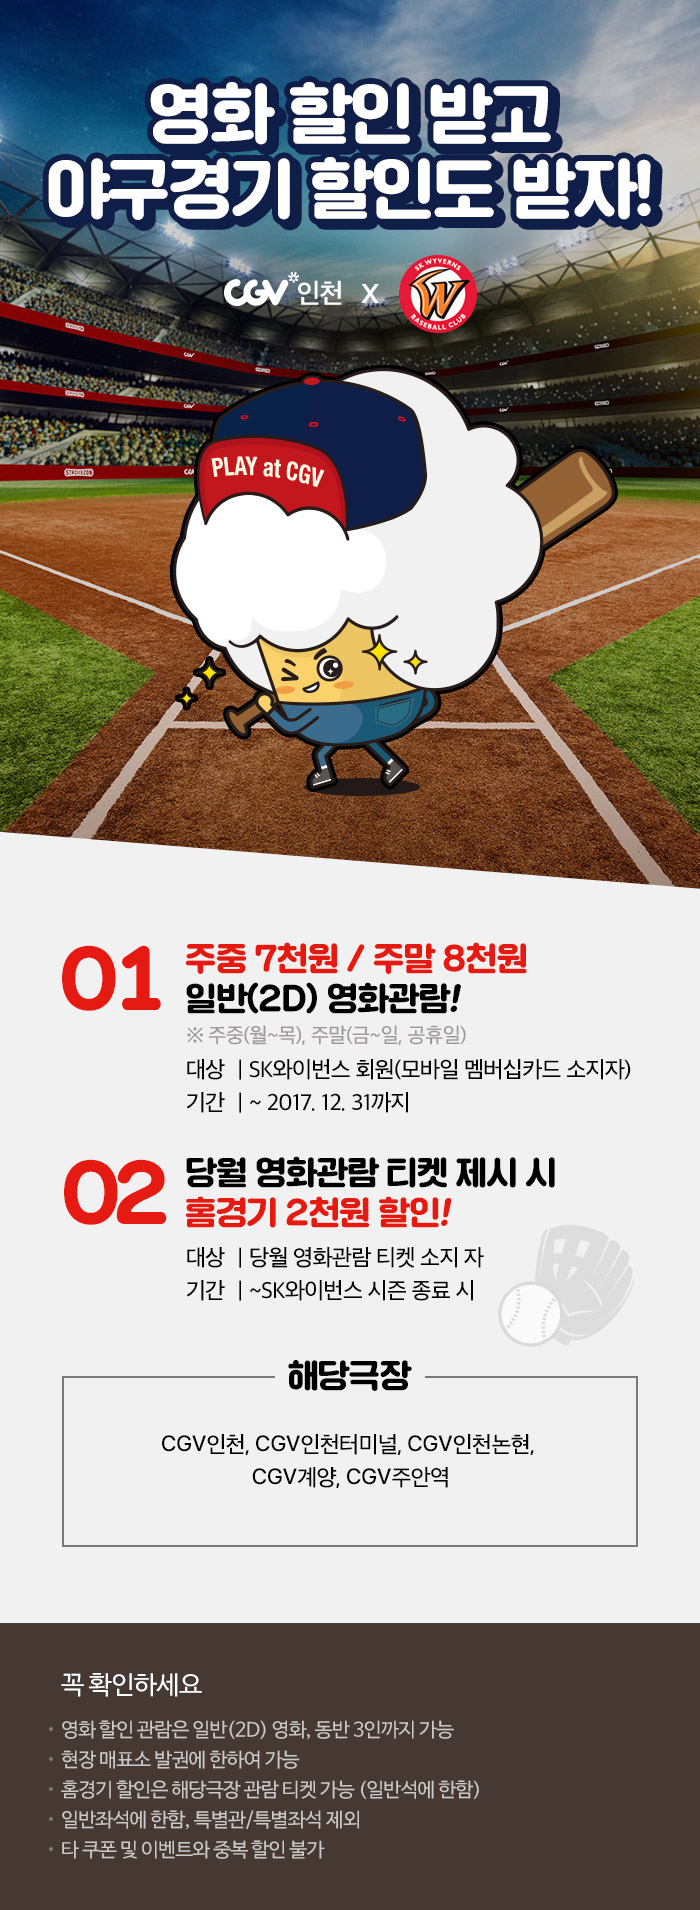 영화 할인 받고
야구경기 할인도 받자!
CGV 인천 X SK WYVERNS BASEBALL CLUB
PLAY at CGV
01
주중 7천원 / 주말 8천원
일반(2D) 영화관람!
※ 주중(월~목), 주말(금~일, 공휴일)
대상 | SK와이번스 회원(모바일 멤버십카드 소지자)
기간 | ~ 2017. 12. 31까지
02
당월 영화관람 티켓 제시 시
홈경기 2천원 할인!
대상 | 당월 영화관람 티켓 소지 자
기간 | ~SK와이번스 시즌 종료 시
해당극장
CGV인천, CGV인천터미널, CGV인천논현,
CGV계양, CGV주안역
꼭 확인하세요
· 영화 할인 관람은 일반(2D) 영화, 동반 3인까지 가능
· 현장 매표소 발권에 한하여 가능
· 홈경기 할인은 해당극장 관람 티켓 가능 (일반석에 한함)
· 일반좌석에 한함, 특별관/특별좌석 제외
· 타 쿠폰 및 이벤트와 중복 할인 불가